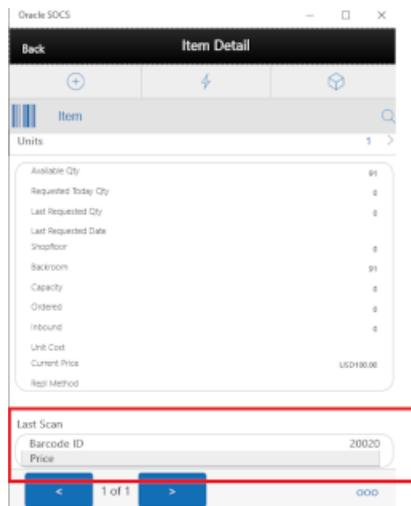 Oracle SOCS
Back Item Detail
Item
Units 1 >
Available Qty 91
Requested Today Qty 0
Last Requested Qty 0
Last Requested Date
Shopfloor 0
Backroom 91
Capacity 0
Ordered 0
Inbound 0
Unit Cost
Current Price USD100.00
Repl Method
Last Scan
Barcode ID 20020
Price
< 1 of 1 >